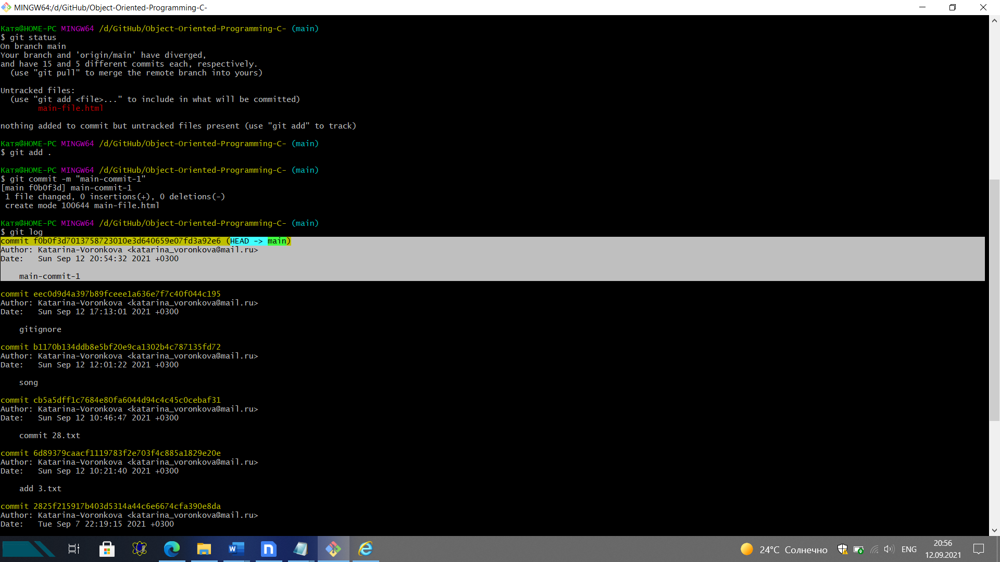 MINGW64:/d/GitHub/Object-Oriented-Programming-C-
Катя@HOME-PC MINGW64 /d/GitHub/Object-Oriented-Programming-C- (main)
$ git status
On branch main
Your branch and 'origin/main' have diverged,
and have 15 and 5 different commits each, respectively.
  (use "git pull" to merge the remote branch into yours)
Untracked files:
  (use "git add <file>..." to include in what will be committed)
        main-file.html
nothing added to commit but untracked files present (use "git add" to track)
Катя@HOME-PC MINGW64 /d/GitHub/Object-Oriented-Programming-C- (main)
$ git add .
Катя@HOME-PC MINGW64 /d/GitHub/Object-Oriented-Programming-C- (main)
$ git commit -m "main-commit-1"
[main f0b0f3d] main-commit-1
 1 file changed, 0 insertions(+), 0 deletions(-)
 create mode 100644 main-file.html
Катя@HOME-PC MINGW64 /d/GitHub/Object-Oriented-Programming-C- (main)
$ git log
commit f0b0f3d7013758723010e3d640659e07fd3a92e6 (HEAD -> main)
Author: Katarina-Voronkova <katarina_voronkova@mail.ru>
Date:   Sun Sep 12 20:54:32 2021 +0300
    main-commit-1
commit eec0d9d4a397b89fceee1a636e7f7c40f044c195
Author: Katarina-Voronkova <katarina_voronkova@mail.ru>
Date:   Sun Sep 12 17:13:01 2021 +0300
    gitignore
commit b1170b134ddb8e5bf20e9ca1302b4c787135fd72
Author: Katarina-Voronkova <katarina_voronkova@mail.ru>
Date:   Sun Sep 12 12:01:22 2021 +0300
    song
commit cb5a5dff1c7684e80fa6044d94c4c45c0cebaf31
Author: Katarina-Voronkova <katarina_voronkova@mail.ru>
Date:   Sun Sep 12 10:46:47 2021 +0300
    commit 28.txt
commit 6d89379caacf1119783f2e703f4c885a1829e20e
Author: Katarina-Voronkova <katarina_voronkova@mail.ru>
Date:   Sun Sep 12 10:21:40 2021 +0300
    add 3.txt
commit 2825f215917b403d5314a44c6e6674cfa390e8da
Author: Katarina-Voronkova <katarina_voronkova@mail.ru>
Date:   Tue Sep 7 22:19:15 2021 +0300
24°C Солнечно
ENG
20:56
12.09.2021